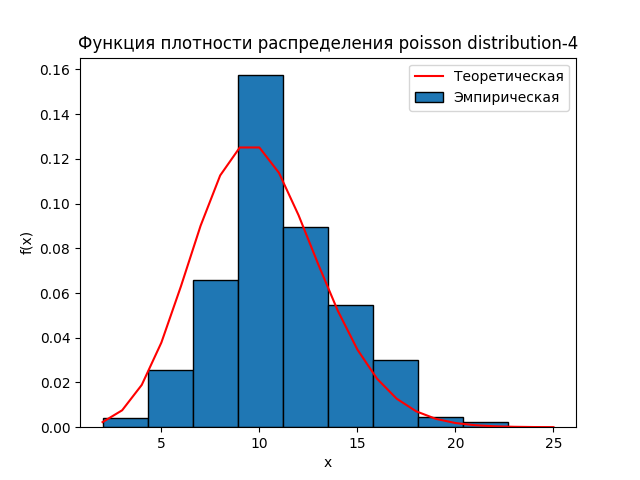 Функция плотности распределения poisson distribution-4
Теоретическая
Эмпирическая
f(x)
0.16
0.14
0.12
0.10
0.08
0.06
0.04
0.02
0.00
5
10
15
20
25
x